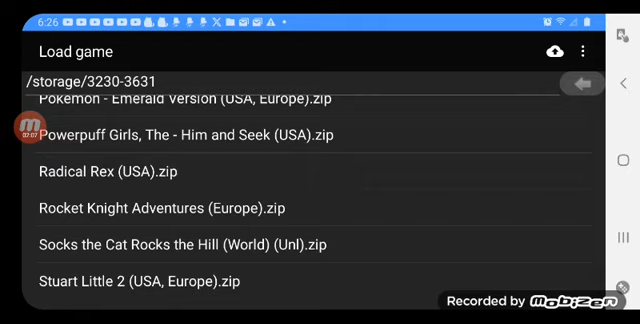 6:26
Load game
/storage/3230-3631
Pokemon - Emerald Version (USA, Europe).zip
Powerpuff Girls, The - Him and Seek (USA).zip
02:07
Radical Rex (USA).zip
Rocket Knight Adventures (Europe).zip
Socks the Cat Rocks the Hill (World) (Unl).zip
Stuart Little 2 (USA, Europe).zip
Recorded by Mobizen